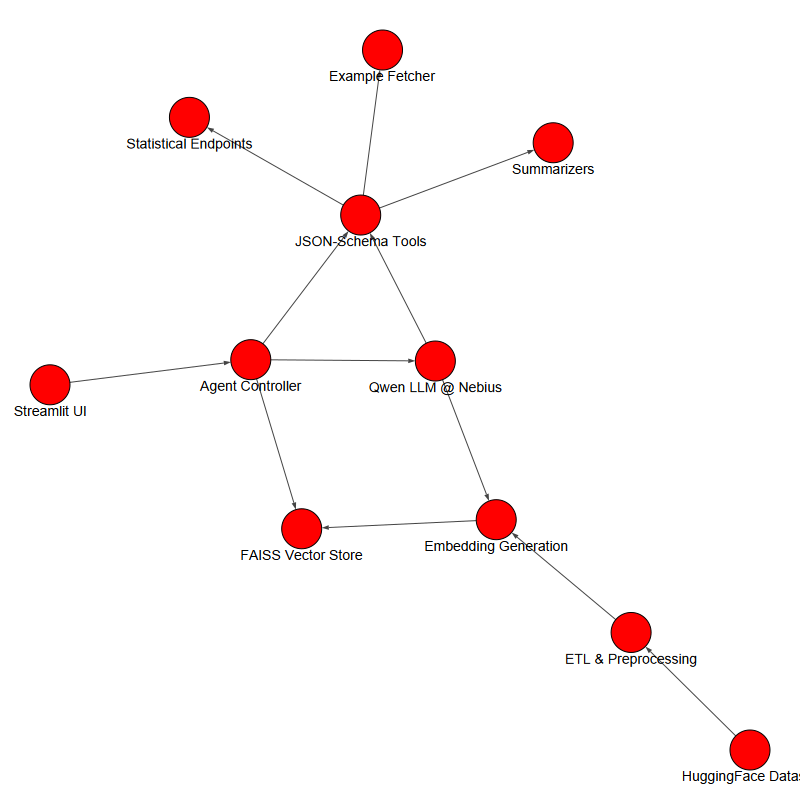 Example Fetcher
Statistical Endpoints
Summarizers
JSON-Schema Tools
Agent Controller
Qwen LLM @ Nebius
Streamlit UI
FAISS Vector Store
Embedding Generation
ETL & Preprocessing
HuggingFace Datas